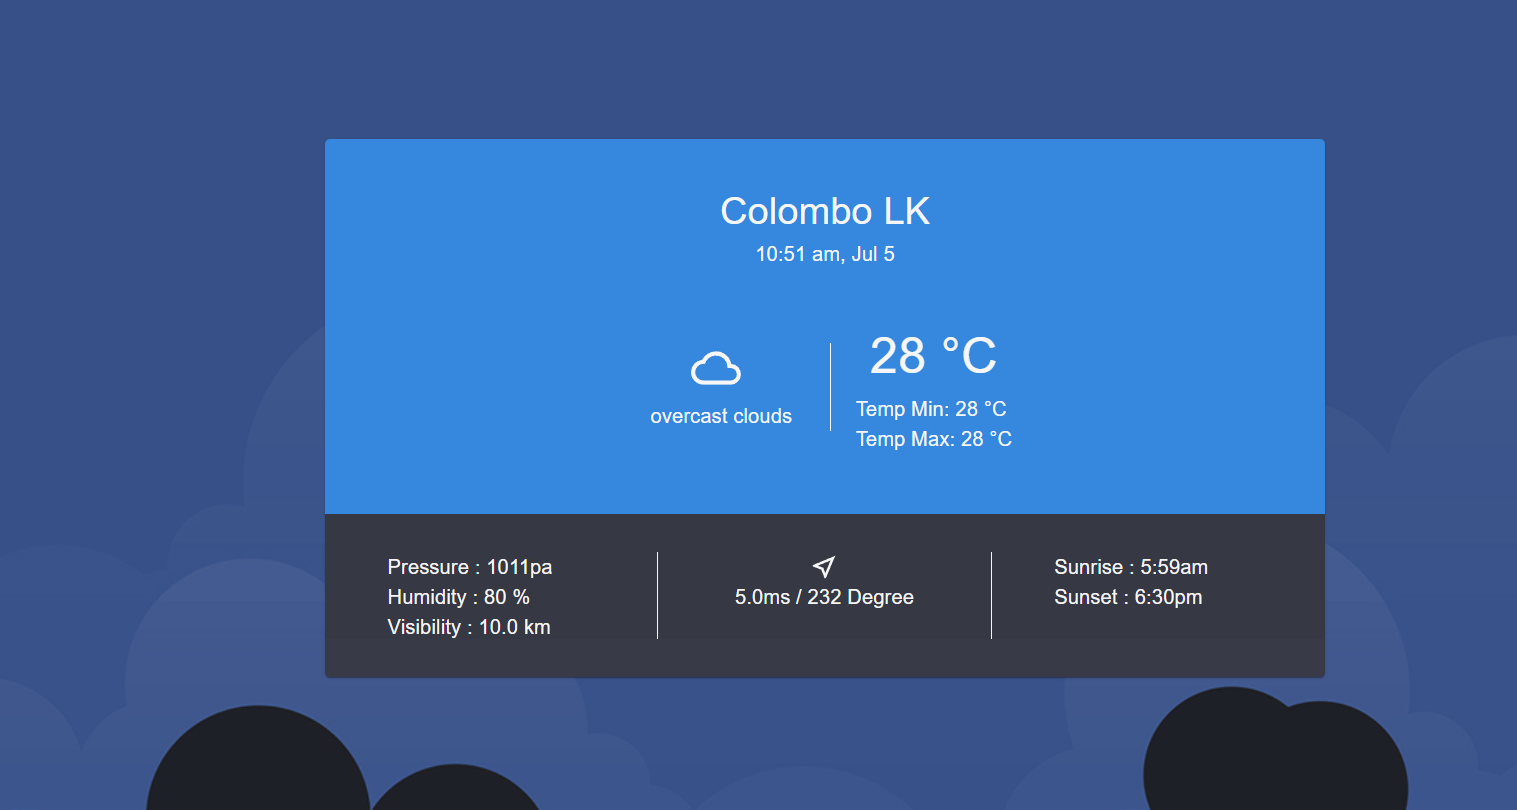 Colombo LK
10:51 am, Jul 5
overcast clouds
28 °C
Temp Min: 28 °C
Temp Max: 28 °C
Pressure : 1011pa
Humidity : 80 %
Visibility : 10.0 km
5.0ms / 232 Degree
Sunrise : 5:59am
Sunset : 6:30pm